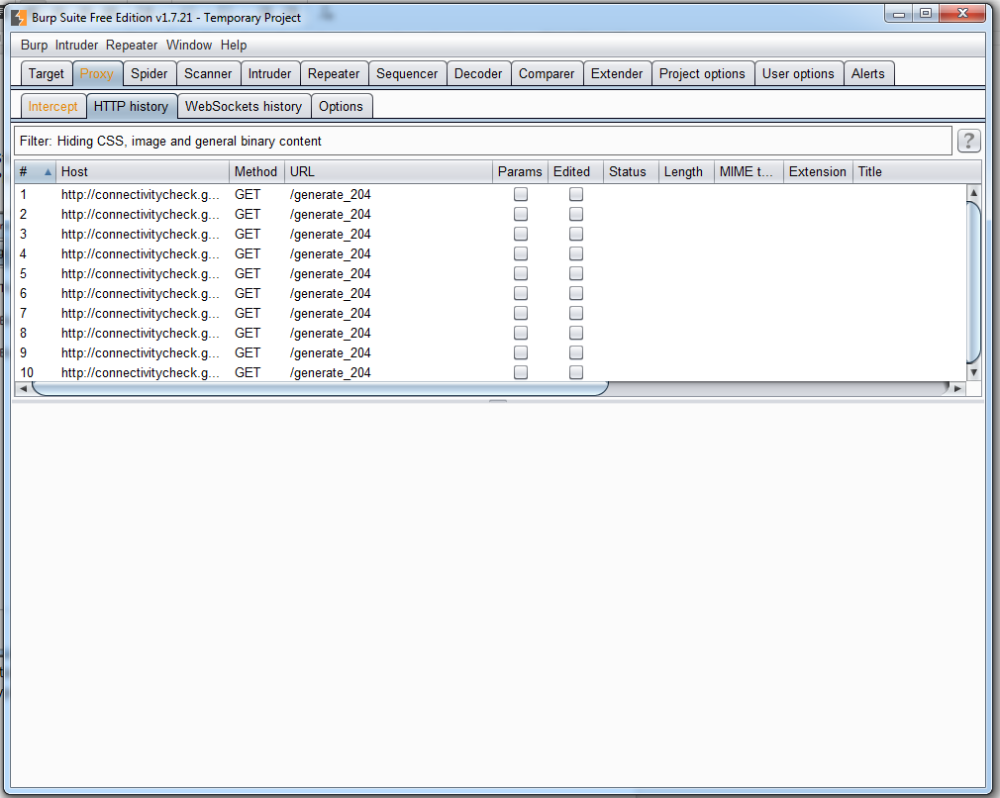 Burp Suite Free Edition v1.7.21 - Temporary Project
Burp Intruder Repeater Window Help
Target Proxy Spider Scanner Intruder Repeater Sequencer Decoder Comparer Extender Project options User options Alerts
Intercept HTTP history WebSockets history Options
Filter: Hiding CSS, image and general binary content ?
# Host Method URL Params Edited Status Length MIME t... Extension Title
1 http://connectivitycheck.g... GET /generate_204
2 http://connectivitycheck.g... GET /generate_204
3 http://connectivitycheck.g... GET /generate_204
4 http://connectivitycheck.g... GET /generate_204
5 http://connectivitycheck.g... GET /generate_204
6 http://connectivitycheck.g... GET /generate_204
7 http://connectivitycheck.g... GET /generate_204
8 http://connectivitycheck.g... GET /generate_204
9 http://connectivitycheck.g... GET /generate_204
10 http://connectivitycheck.g... GET /generate_204